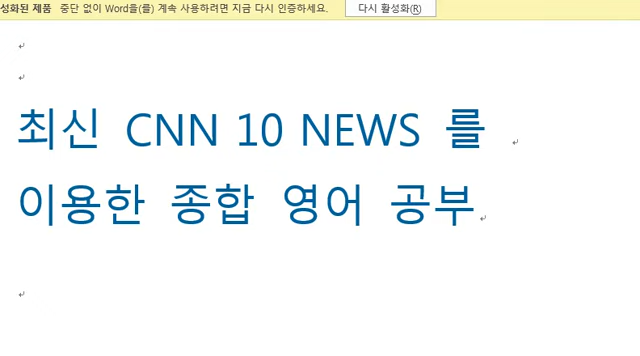 성화된 제품 중단 없이 Word을(를) 계속 사용하려면 지금 다시 인증하세요. 다시 활성화(R)
최신 CNN 10 NEWS 를
이용한 종합 영어 공부